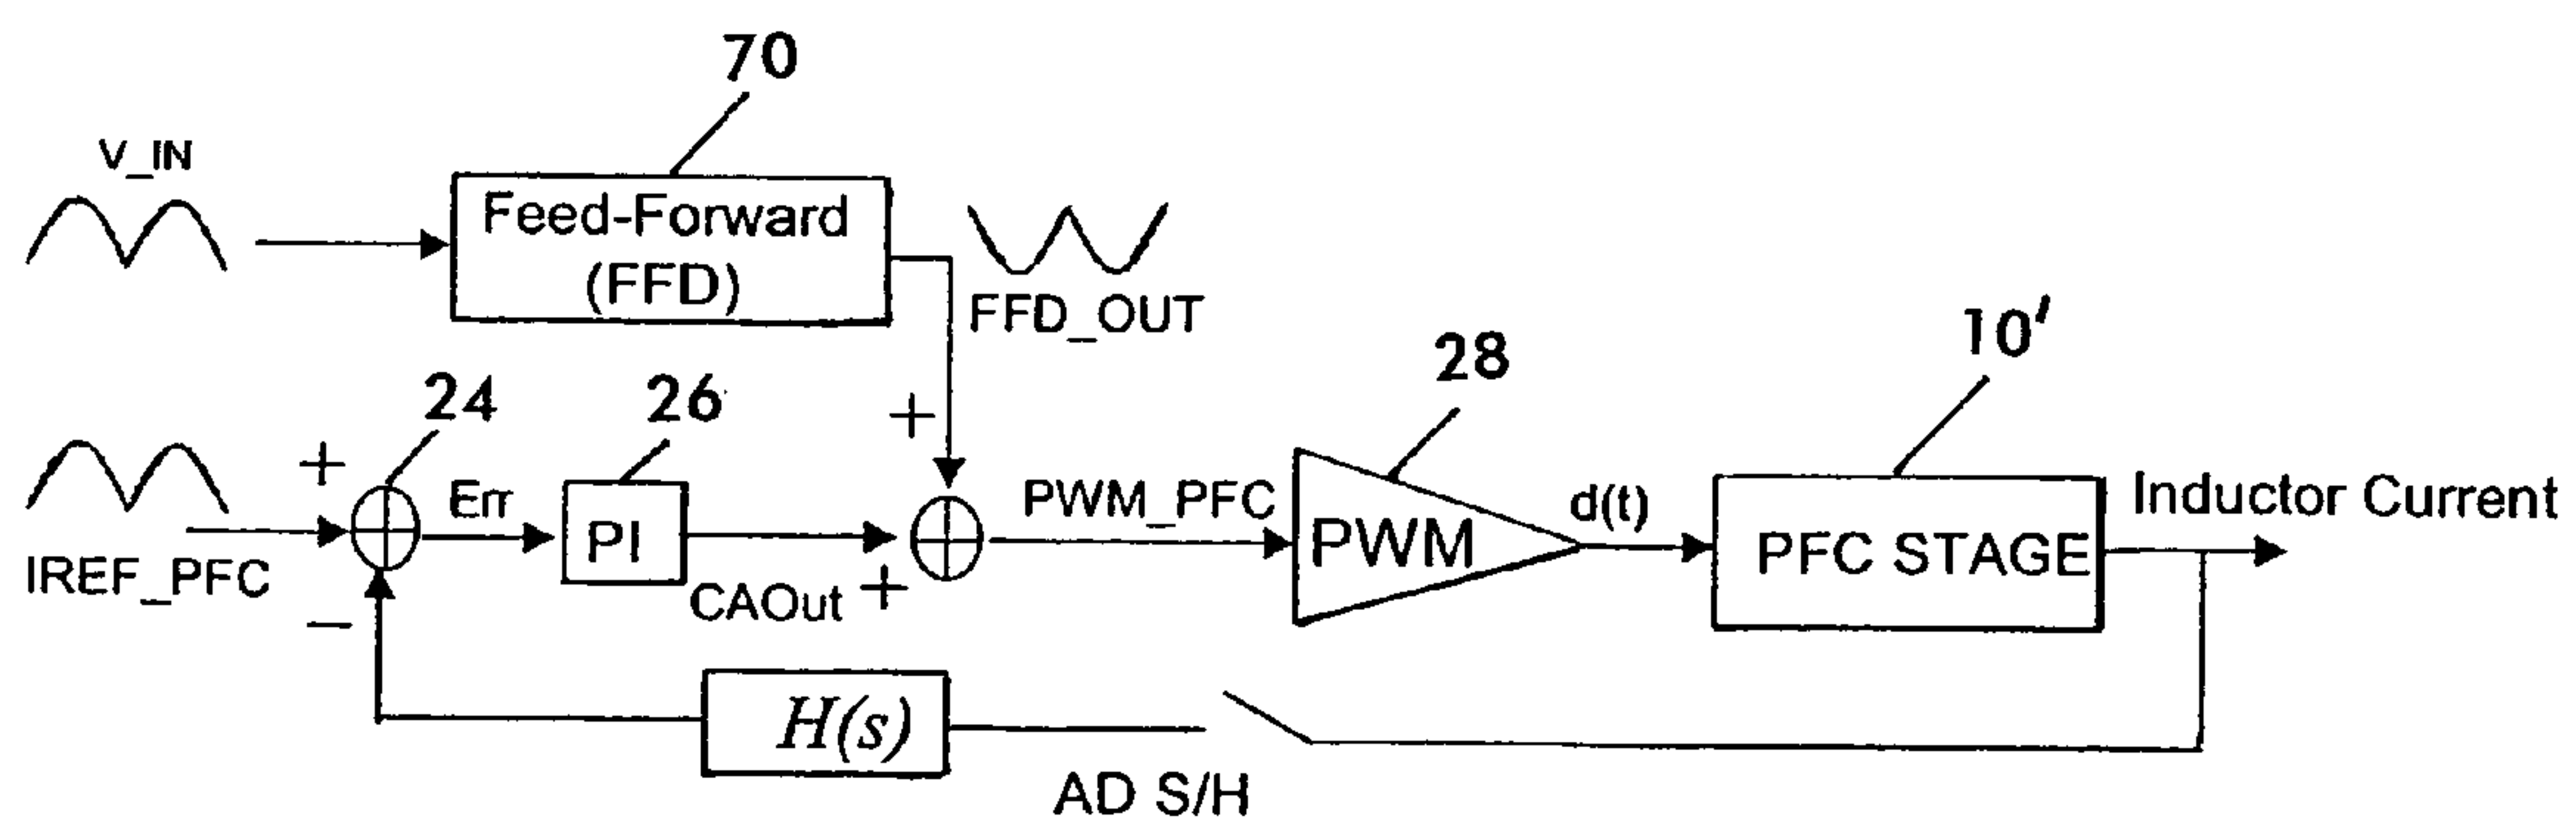 70
V_IN
Feed-Forward
(FFD)
FFD_OUT
10'
28
24
26
+
+
Err
PI
PWM_PFC
PWM
d(t)
PFC STAGE
Inductor Current
IREF_PFC
−
CAOut
+
H(s)
AD S/H